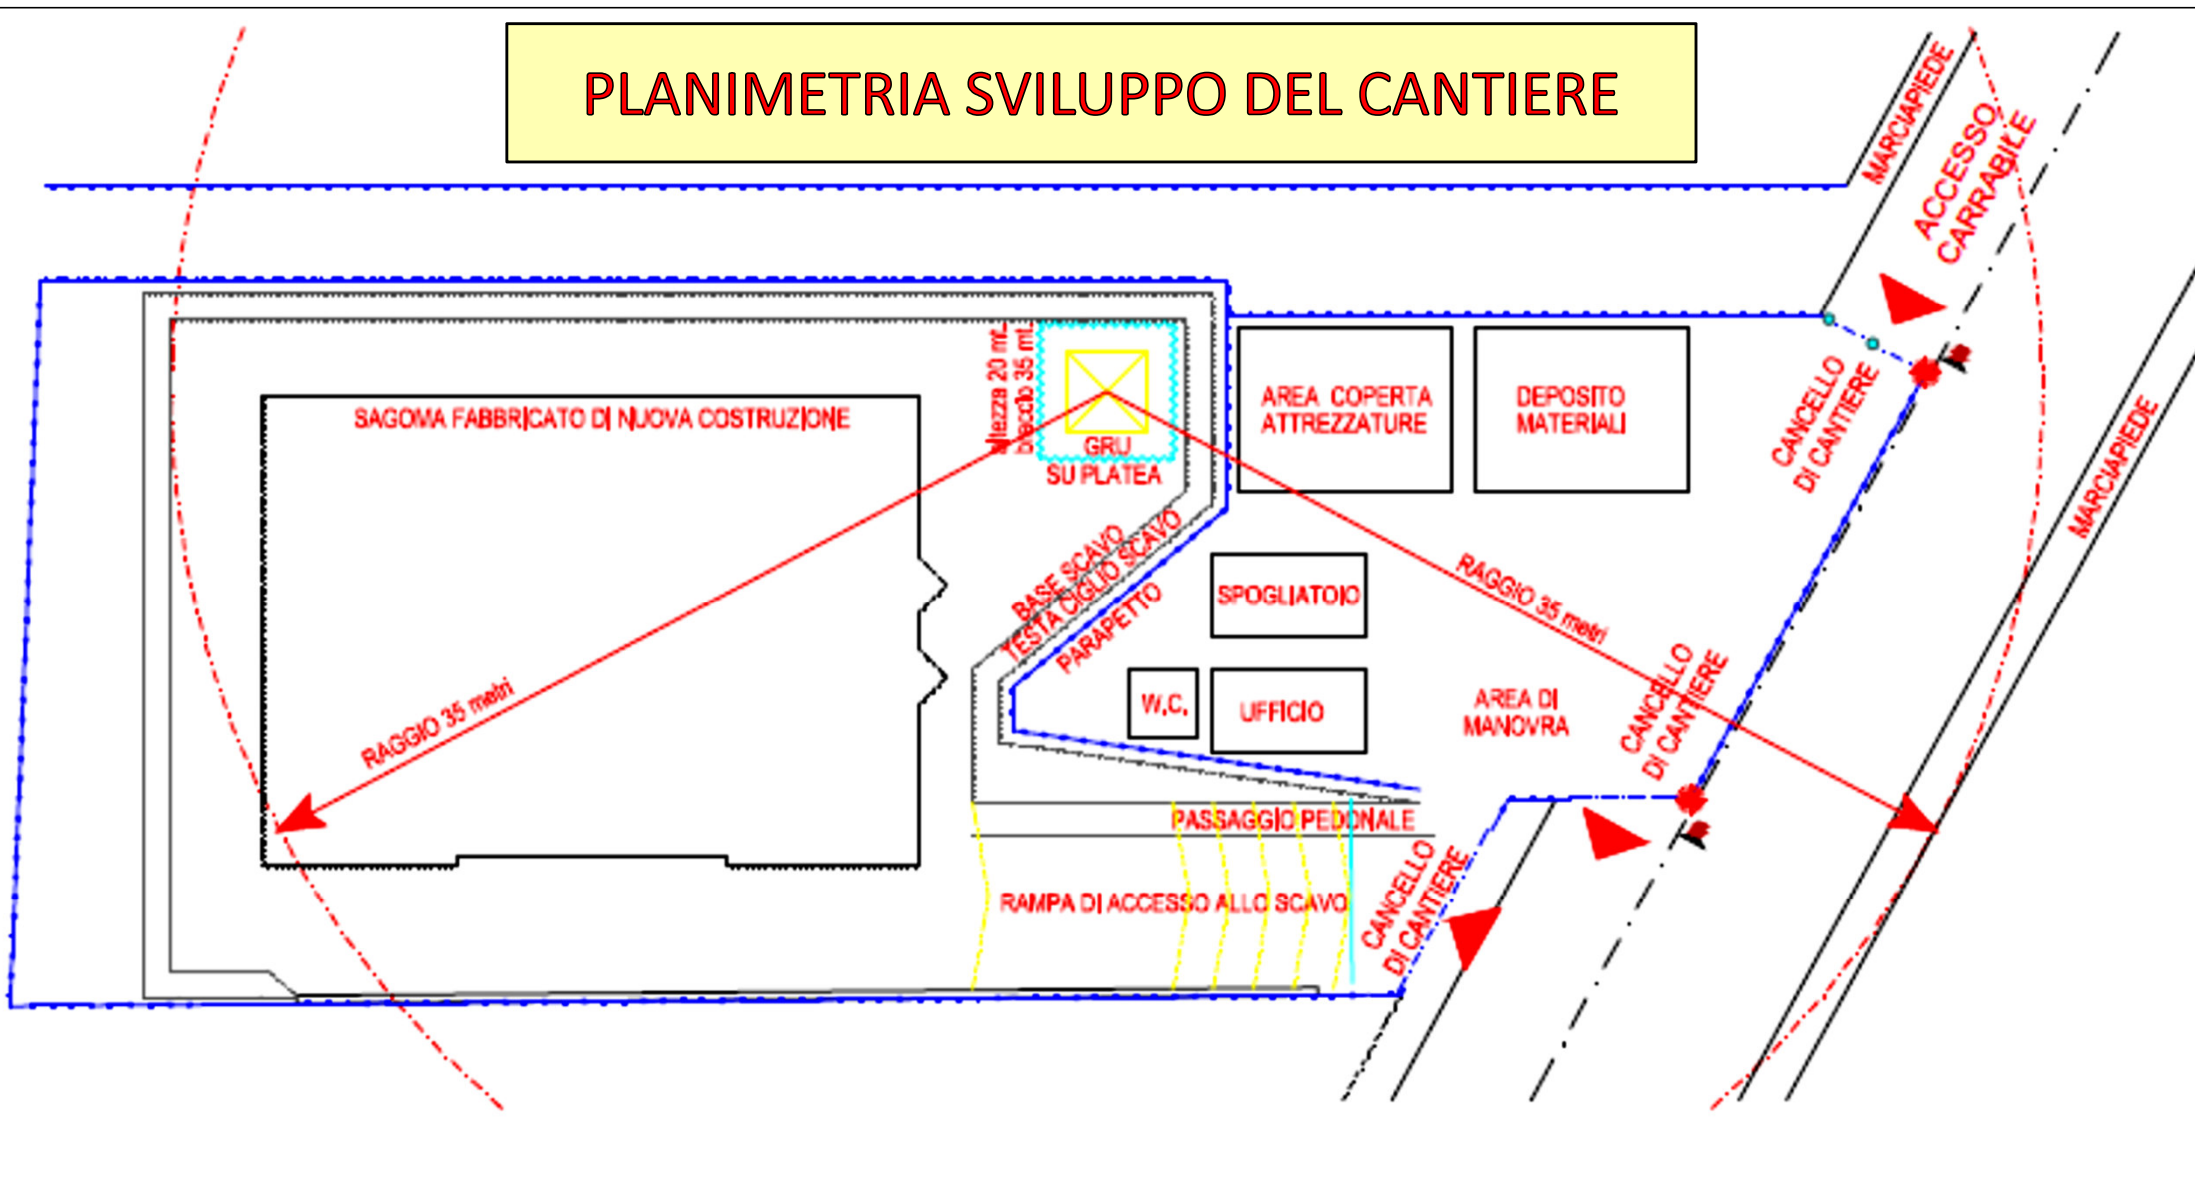 PLANIMETRIA SVILUPPO DEL CANTIERE
MARCIAPIEDE
ACCESSO
CARRABILE
SAGOMA FABBRICATO DI NUOVA COSTRUZIONE
altezza 20 mt.
braccio 35 mt.
GRU
SU PLATEA
AREA COPERTA
ATTREZZATURE
DEPOSITO
MATERIALI
CANCELLO
DI CANTIERE
MARCIAPIEDE
BASE SCAVO
TESTA CIGLIO SCAVO
PARAPETTO
SPOGLIATOIO
RAGGIO 35 metri
RAGGIO 35 metri
W.C.
UFFICIO
AREA DI
MANOVRA
CANCELLO
DI CANTIERE
PASSAGGIO PEDONALE
RAMPA DI ACCESSO ALLO SCAVO
CANCELLO
DI CANTIERE